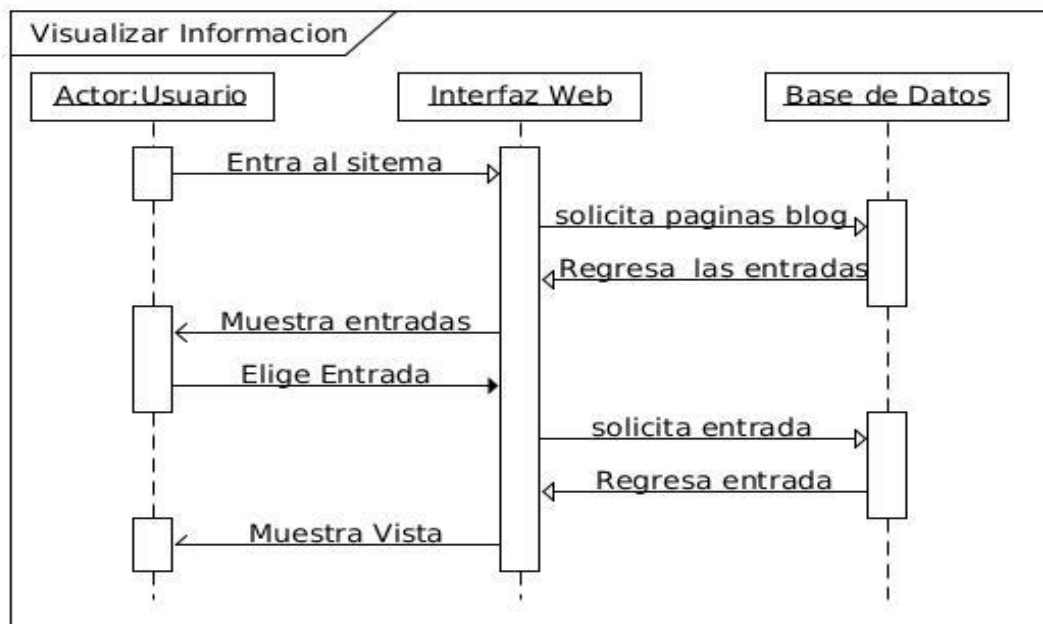 Visualizar Informacion
Actor:Usuario
Interfaz Web
Base de Datos
Entra al sitema
solicita paginas blog
Regresa las entradas
Muestra entradas
Elige Entrada
solicita entrada
Regresa entrada
Muestra Vista